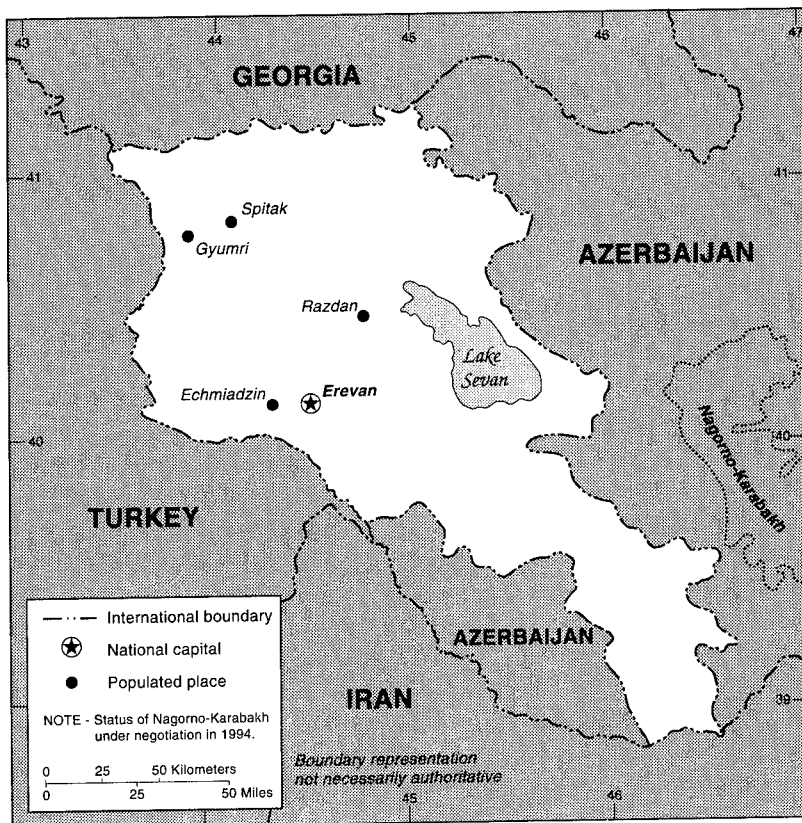 43
44
45
46
47
GEORGIA
41
41
Spitak
Gyumri
AZERBAIJAN
Razdan
Lake
Sevan
Echmiadzin
Erevan
40
40
Nagorno-Karabakh
TURKEY
International boundary
National capital
Populated place
NOTE - Status of Nagorno-Karabakh
under negotiation in 1994.
0 25 50 Kilometers
0 25 50 Miles
AZERBAIJAN
IRAN
39
Boundary representation
not necessarily authoritative
45
46